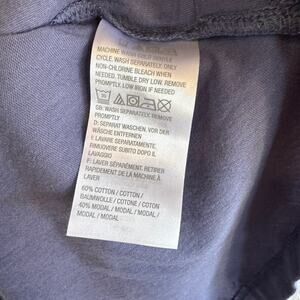 MACHINE WASH COLD GENTLE
CYCLE, WASH SEPARATELY. ONLY
NON-CHLORINE BLEACH WHEN
NEEDED. TUMBLE DRY LOW. REMOVE
PROMPTLY. LOW IRON IF NEEDED
GB: WASH SEPARATELY. REMOVE
PROMPTLY
D: SEPARAT WASCHEN, VOR DER
WÄSCHE ENTFERNEN
I: LAVARE SEPARATAMENTE.
RIMUOVERE SUBITO DOPO IL
LAVAGGIO
F: LAVER SÉPARÉMENT. RETIRER
RAPIDEMENT DE LA MACHINE À
LAVER
60% COTTON / COTTON /
BAUMWOLLE / COTONE / COTON
40% MODAL / MODAL / MODAL /
MODAL / MODAL